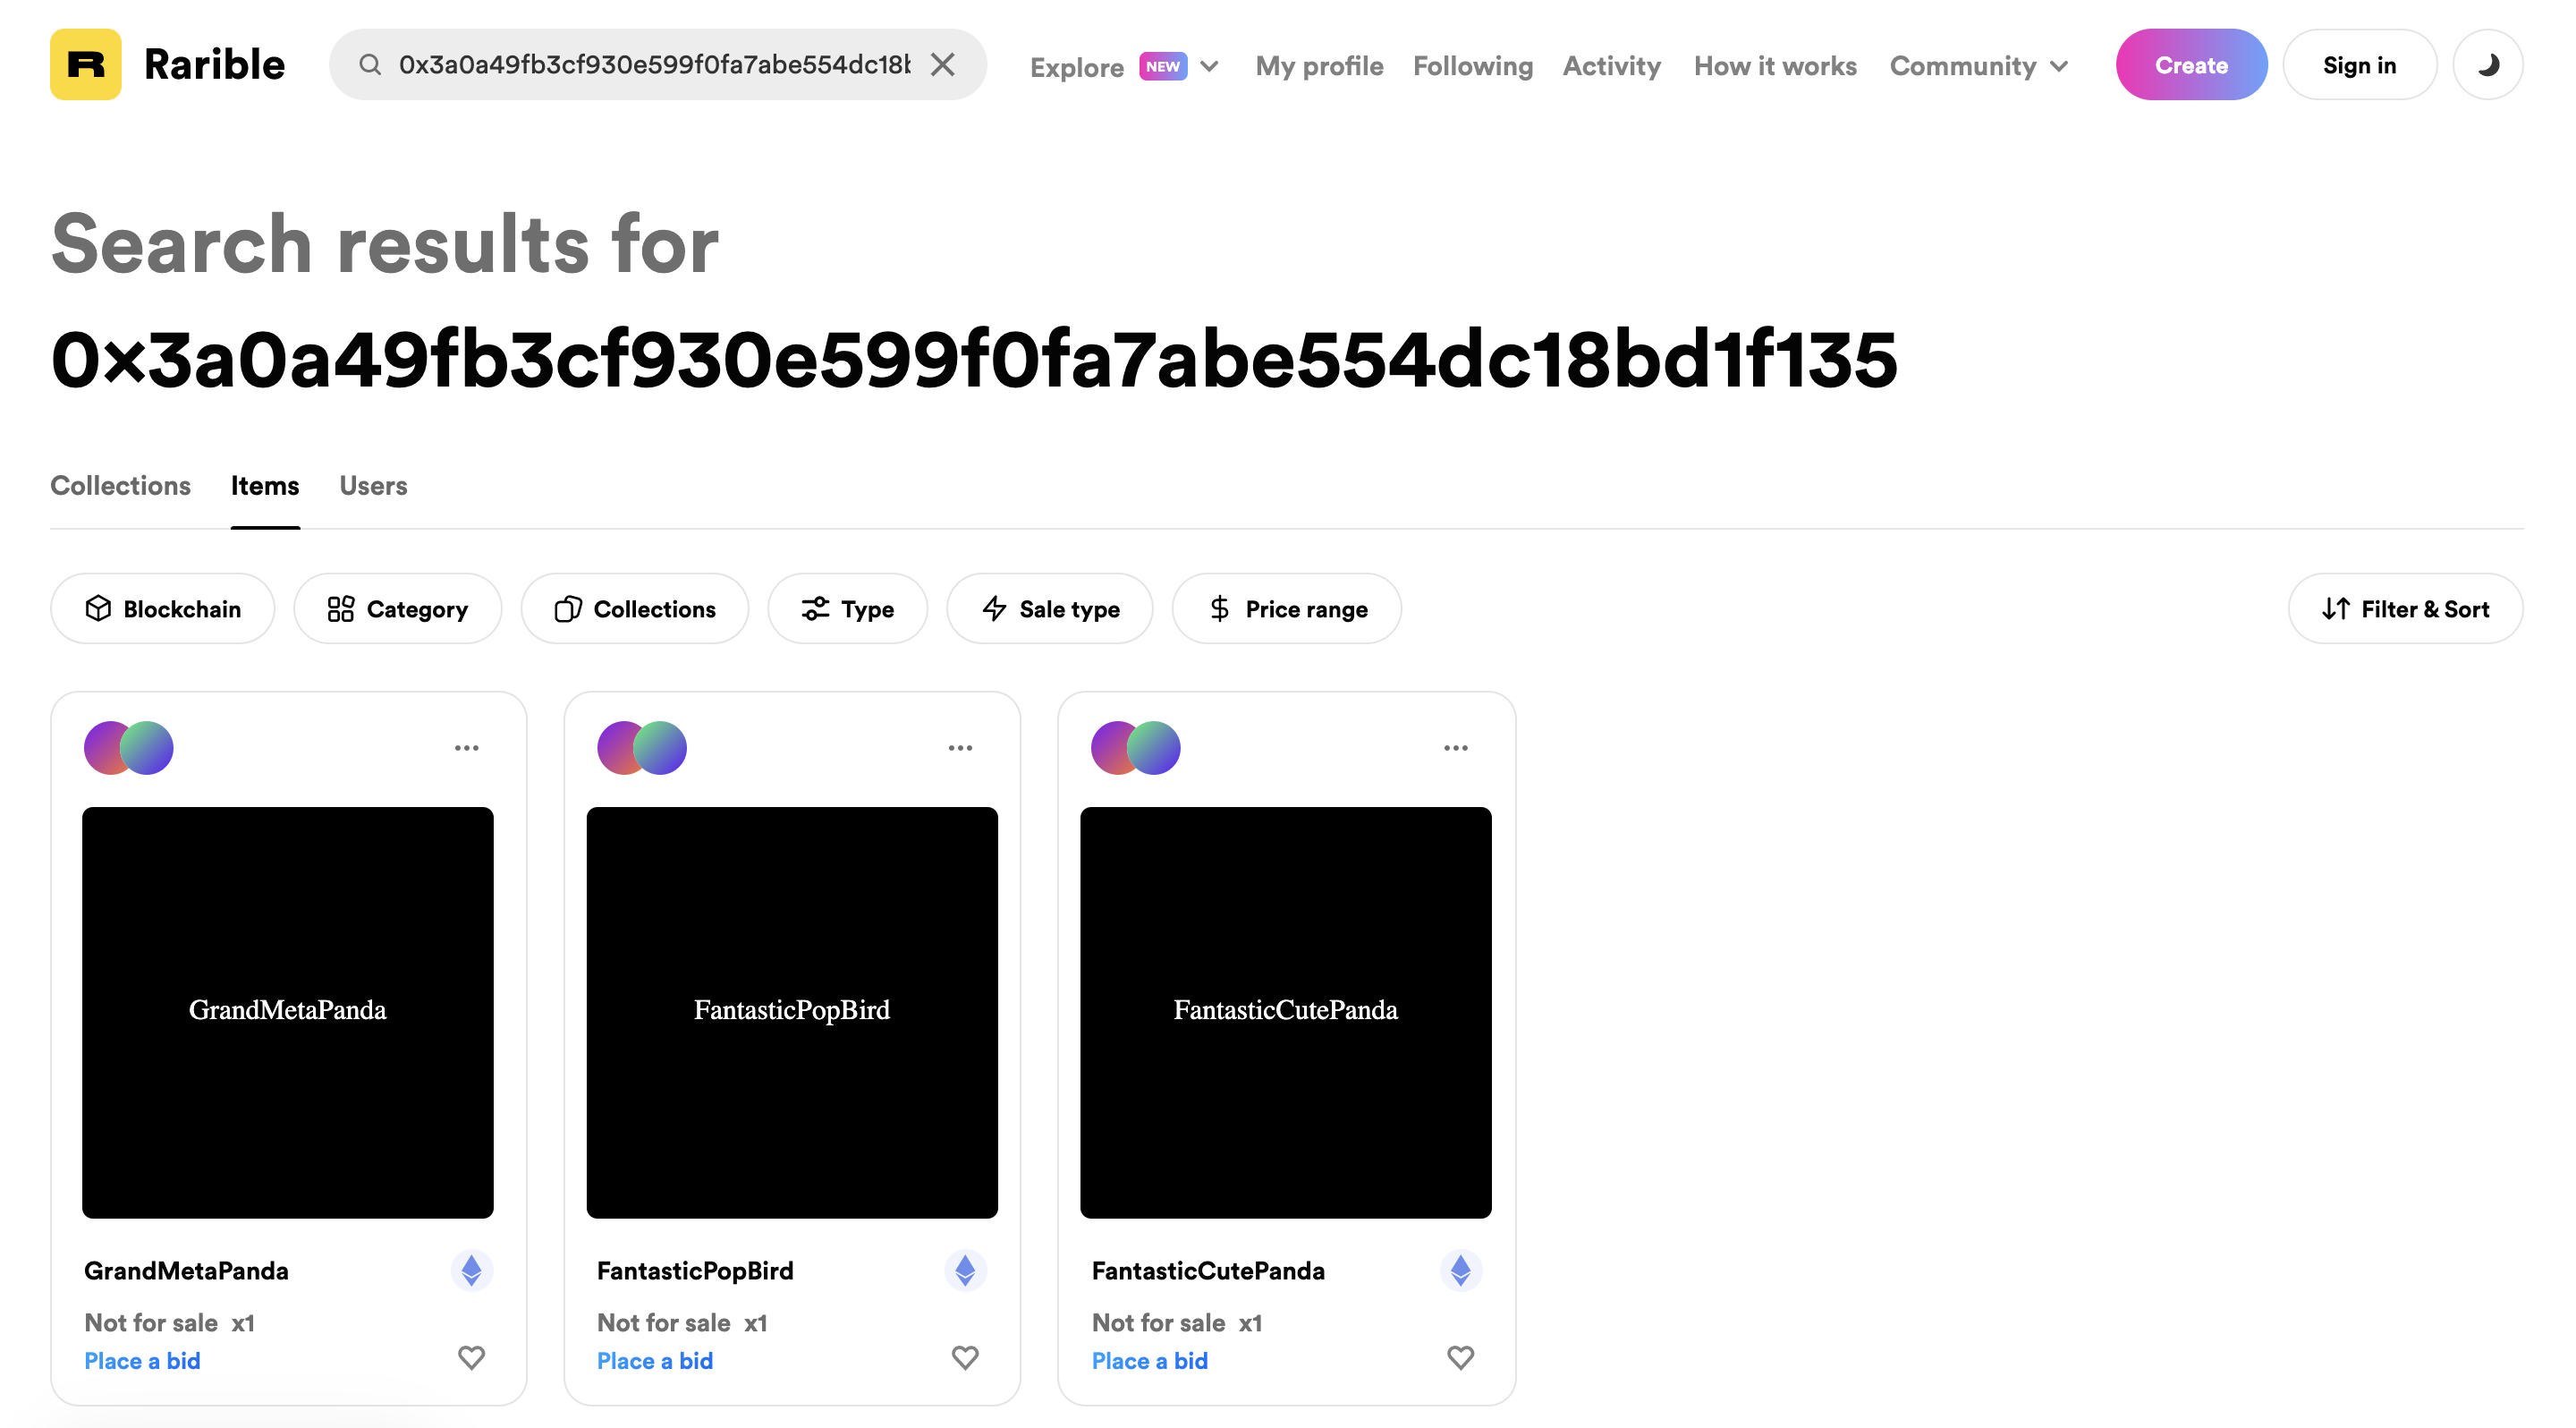 R Rarible
0x3a0a49fb3cf930e599f0fa7abe554dc18b
Explore NEW My profile Following Activity How it works Community Create Sign in
Search results for
0x3a0a49fb3cf930e599f0fa7abe554dc18bd1f135
Collections Items Users
Blockchain Category Collections Type Sale type $ Price range Filter & Sort
GrandMetaPanda FantasticPopBird FantasticCutePanda
GrandMetaPanda FantasticPopBird FantasticCutePanda
Not for sale x1 Not for sale x1 Not for sale x1
Place a bid Place a bid Place a bid